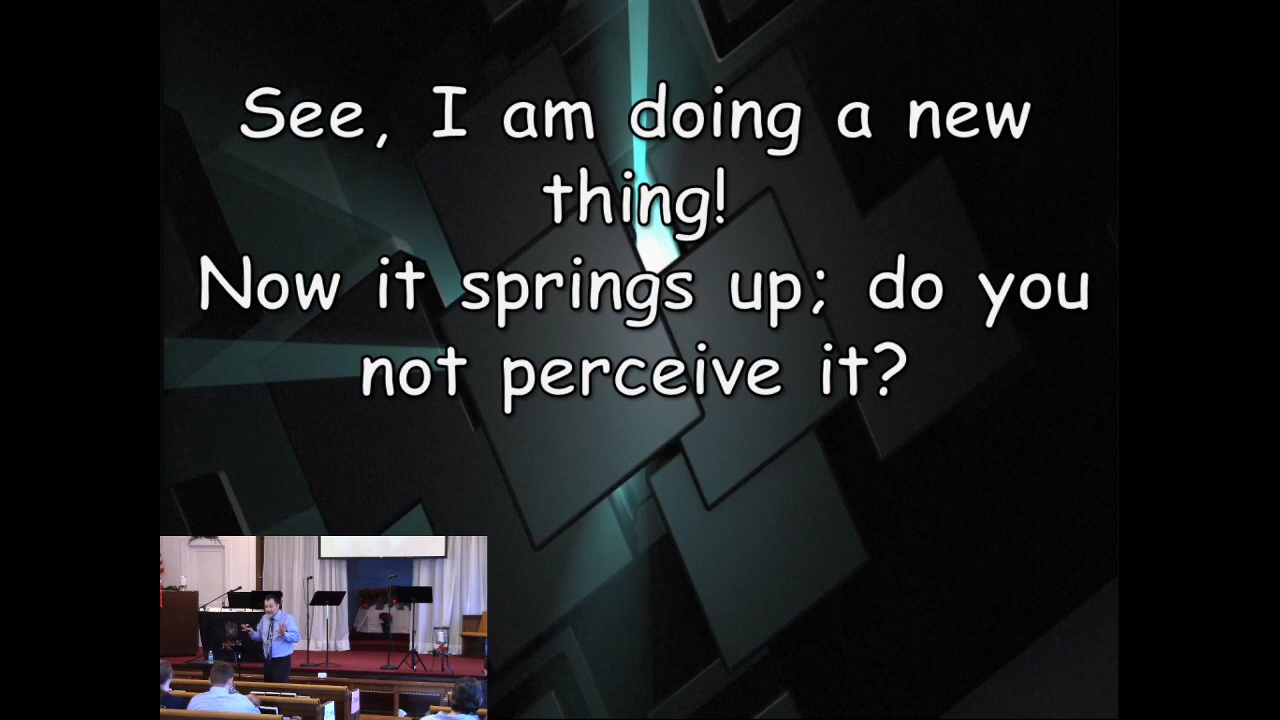 See, I am doing a new
thing!
Now it springs up; do you
not perceive it?